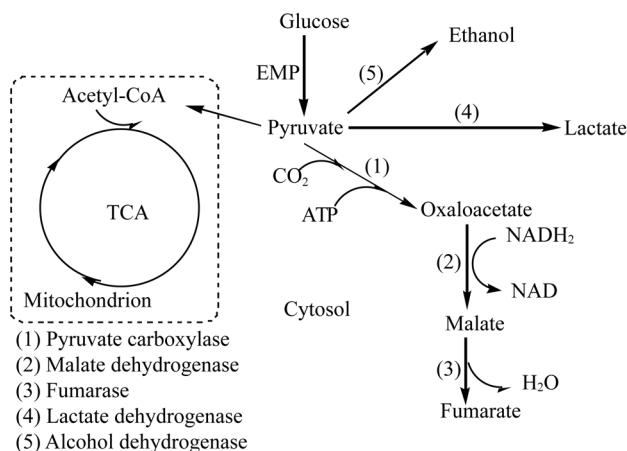 Glucose
Ethanol
EMP
(5)
Acetyl-CoA
(4)
Pyruvate
Lactate
(1)
CO₂
ATP
Oxaloacetate
TCA
NADH₂
(2)
NAD
Mitochondrion
Cytosol
Malate
(1) Pyruvate carboxylase
(2) Malate dehydrogenase
(3)
H₂O
(3) Fumarase
Fumarate
(4) Lactate dehydrogenase
(5) Alcohol dehydrogenase